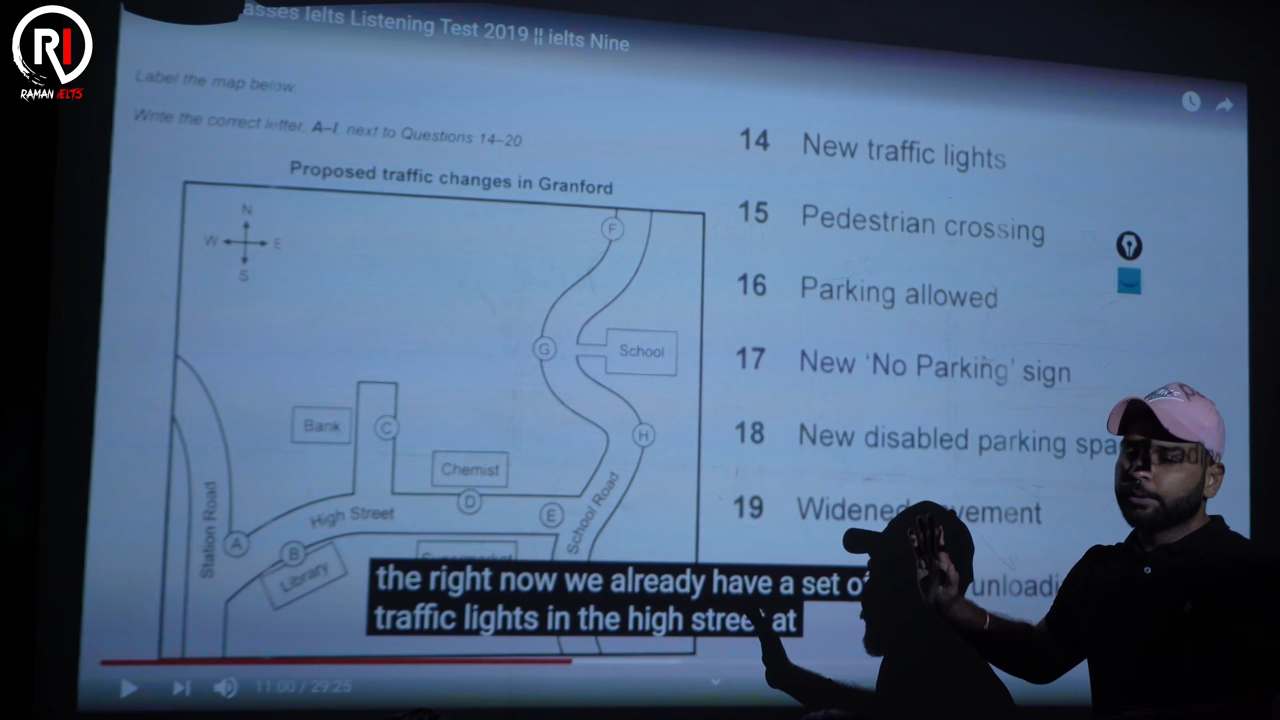 RI
RAMAN IELTS
asses Ielts Listening Test 2019 || ielts Nine
Label the map below.
Write the correct letter, A–I, next to Questions 14–20
Proposed traffic changes in Granford
N
W E
S
F
G
School
H
Bank
C
Chemist
D
E
High Street
School Road
Station Road
A
B
Library
14 New traffic lights
15 Pedestrian crossing
16 Parking allowed
17 New 'No Parking' sign
18 New disabled parking
19 Widened
the right now we already have a set of
traffic lights in the high street at
11:00 / 29:25